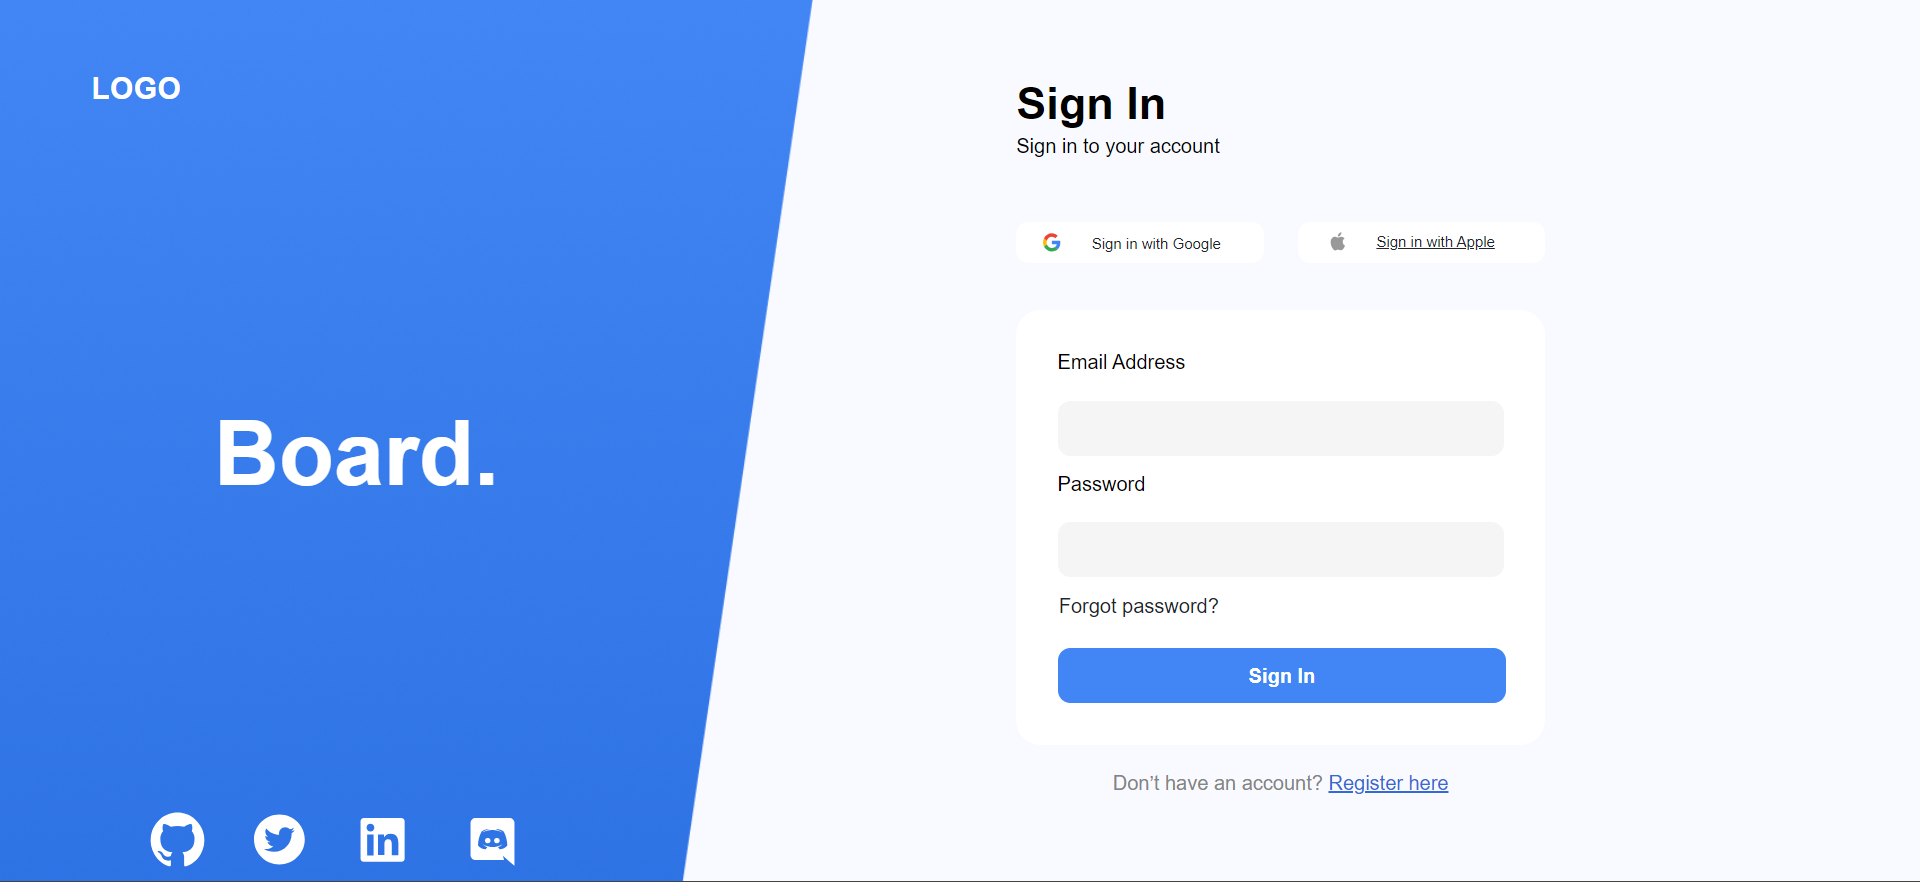 LOGO
Board.
Sign In
Sign in to your account
Sign in with Google
Sign in with Apple
Email Address
Password
Forgot password?
Sign In
Don’t have an account? Register here